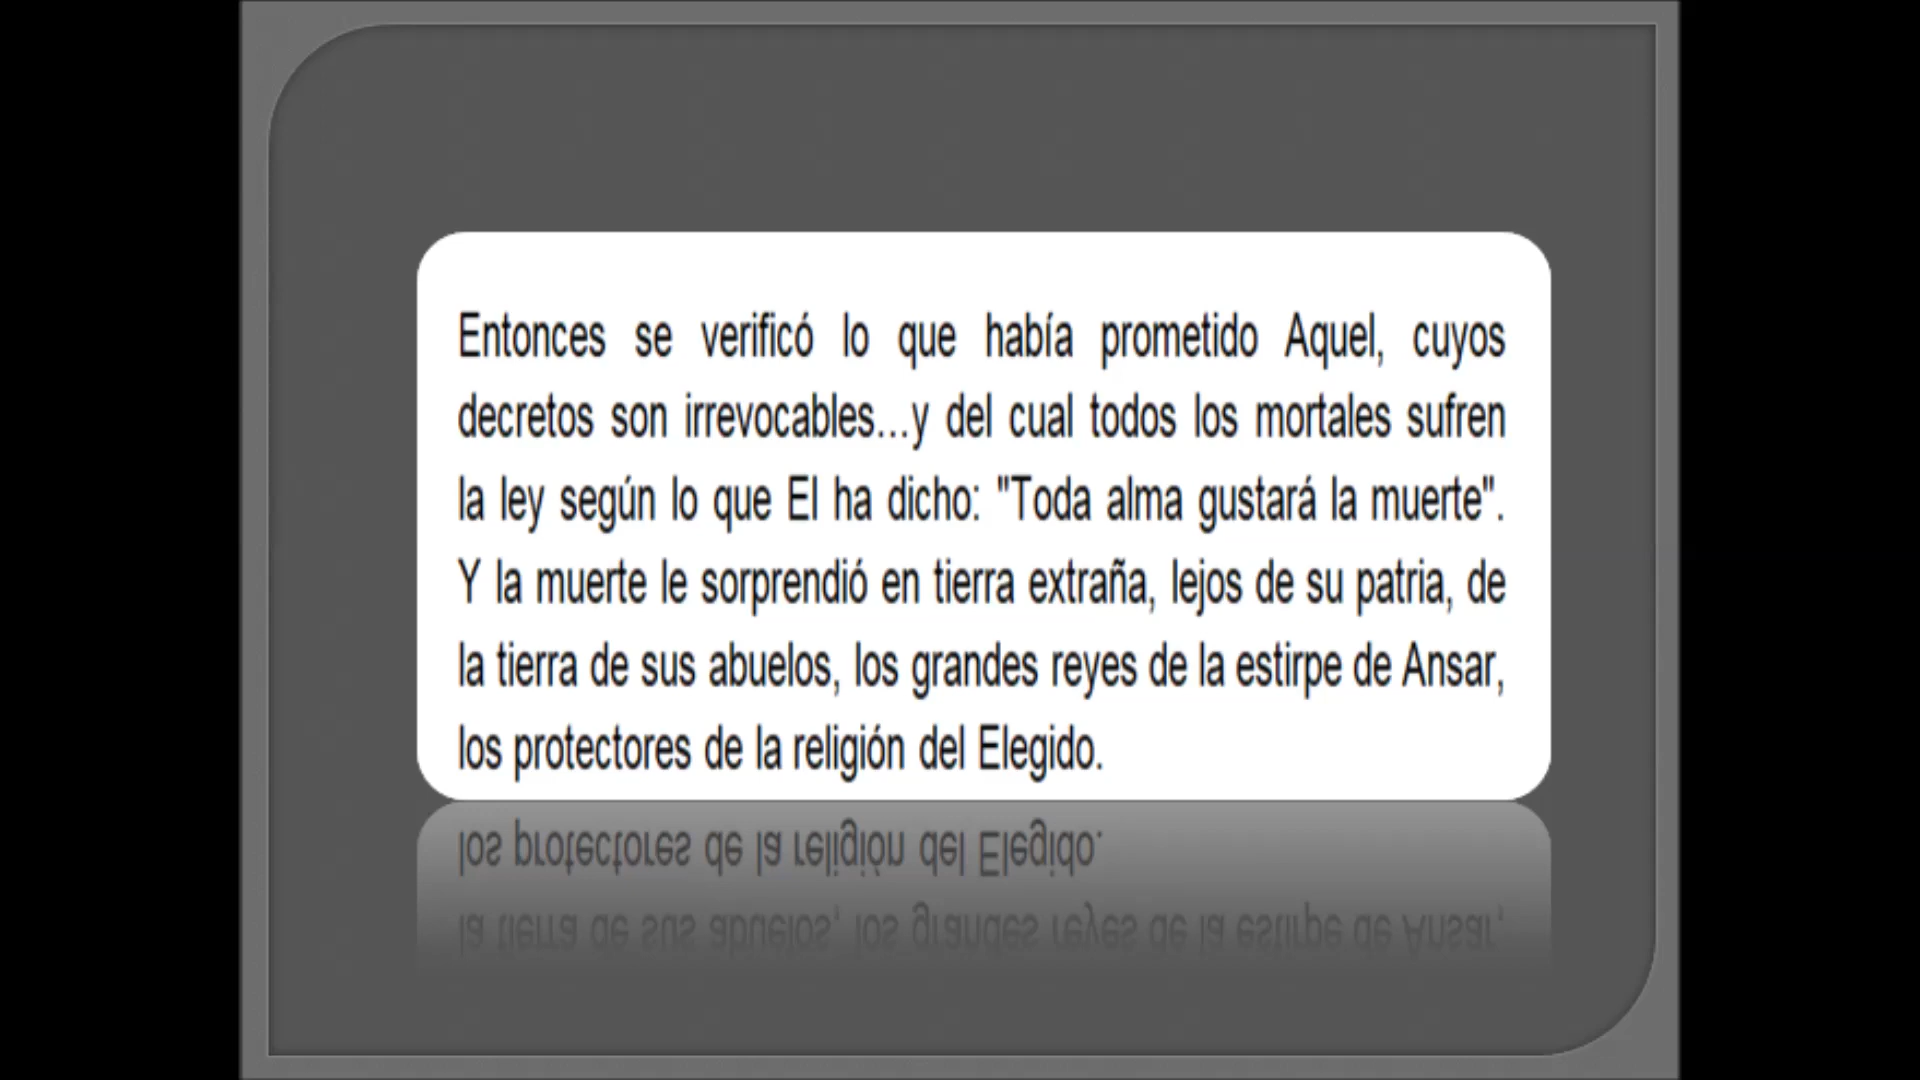 Entonces se verificó lo que había prometido Aquel, cuyos
decretos son irrevocables...y del cual todos los mortales sufren
la ley según lo que El ha dicho: "Toda alma gustará la muerte".
Y la muerte le sorprendió en tierra extraña, lejos de su patria, de
la tierra de sus abuelos, los grandes reyes de la estirpe de Ansar,
los protectores de la religión del Elegido.